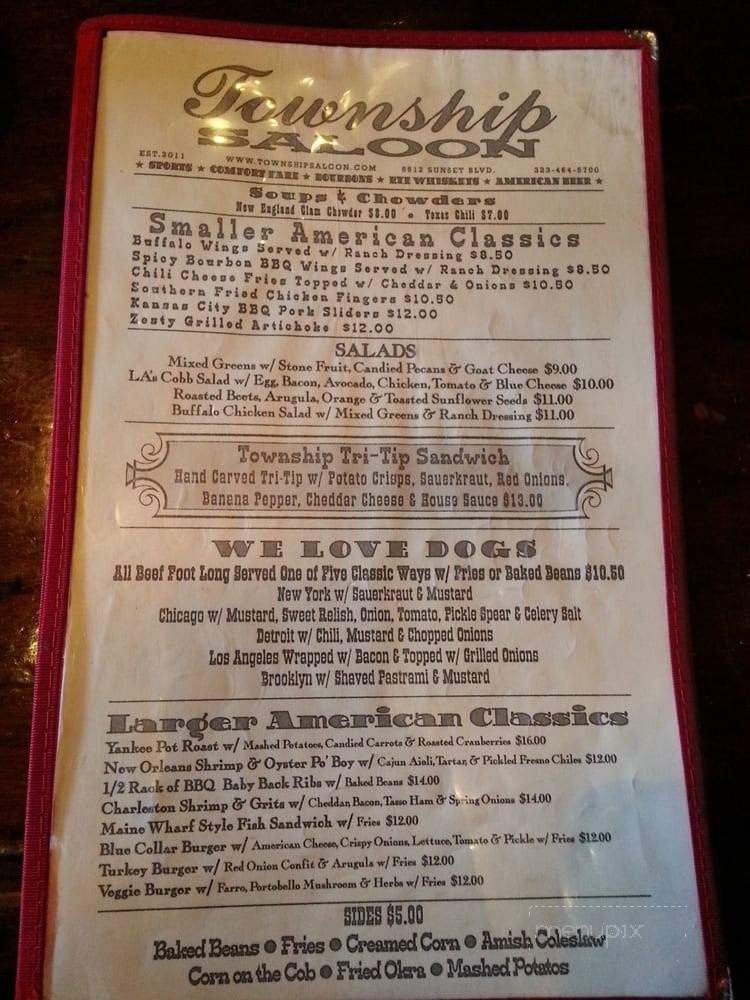 Township
SALOON
EST.2011
WWW.TOWNSHIPSALOON.COM
6612 SUNSET BLVD.
323-464-5700
★ SPORTS ★ COMFORT FARE ★ BOURBONS ★ RYE WHISKEYS ★ AMERICAN BEER ★
Soups & Chowders
New England Clam Chowder $8.00 • Texas Chili $7.00
Smaller American Classics
Buffalo Wings Served w/ Ranch Dressing $8.50
Spicy Bourbon BBQ Wings Served w/ Ranch Dressing $8.50
Chili Cheese Fries Topped w/ Cheddar & Onions $10.50
Southern Fried Chicken Fingers $10.50
Kansas City BBQ Pork Sliders $12.00
Zesty Grilled Artichoke $12.00
SALADS
Mixed Greens w/ Stone Fruit, Candied Pecans & Goat Cheese $9.00
LA's Cobb Salad w/ Egg, Bacon, Avocado, Chicken, Tomato & Blue Cheese $10.00
Roasted Beets, Arugula, Orange & Toasted Sunflower Seeds $11.00
Buffalo Chicken Salad w/ Mixed Greens & Ranch Dressing $11.00
Township Tri-Tip Sandwich
Hand Carved Tri-Tip w/ Potato Crisps, Sauerkraut, Red Onions,
Banana Pepper, Cheddar Cheese & House Sauce $13.00
WE LOVE DOGS
All Beef Foot Long Served One of Five Classic Ways w/ Fries or Baked Beans $10.50
New York w/ Sauerkraut & Mustard
Chicago w/ Mustard, Sweet Relish, Onion, Tomato, Pickle Spear & Celery Salt
Detroit w/ Chili, Mustard & Chopped Onions
Los Angeles Wrapped w/ Bacon & Topped w/ Grilled Onions
Brooklyn w/ Shaved Pastrami & Mustard
Larger American Classics
Yankee Pot Roast w/ Mashed Potatoes, Candied Carrots & Roasted Cranberries $16.00
New Orleans Shrimp & Oyster Po' Boy w/ Cajun Aioli, Tartar, & Pickled Fresno Chiles $12.00
1/2 Rack of BBQ Baby Back Ribs w/ Baked Beans $14.00
Charleston Shrimp & Grits w/ Cheddar, Bacon, Tasso Ham & Spring Onions $14.00
Maine Wharf Style Fish Sandwich w/ Fries $12.00
Blue Collar Burger w/ American Cheese, Crispy Onions, Lettuce, Tomato & Pickle w/ Fries $12.00
Turkey Burger w/ Red Onion Confit & Arugula w/ Fries $12.00
Veggie Burger w/ Farro, Portobello Mushroom & Herbs w/ Fries $12.00
SIDES $5.00
Baked Beans • Fries • Creamed Corn • Amish Coleslaw
Corn on the Cob • Fried Okra • Mashed Potatos
menupix